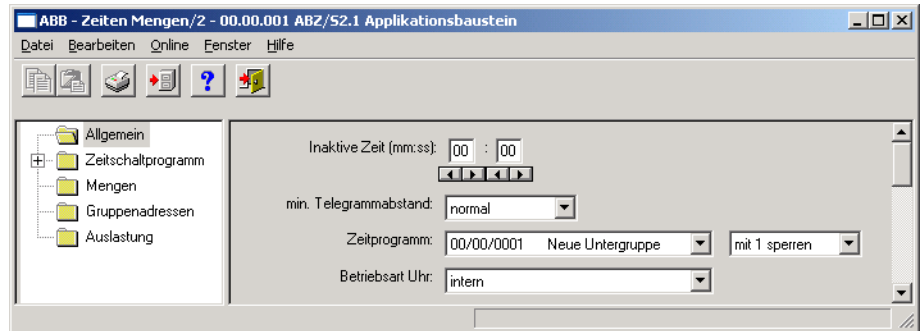 ABB - Zeiten Mengen/2 - 00.00.001 ABZ/S2.1 Applikationsbaustein
Datei Bearbeiten Online Fenster Hilfe
?
Allgemein
Zeitschaltprogramm
Mengen
Gruppenadressen
Auslastung
Inaktive Zeit (mm:ss): 00 : 00
min. Telegrammabstand: normal
Zeitprogramm: 00/00/0001 Neue Untergruppe mit 1 sperren
Betriebsart Uhr: intern